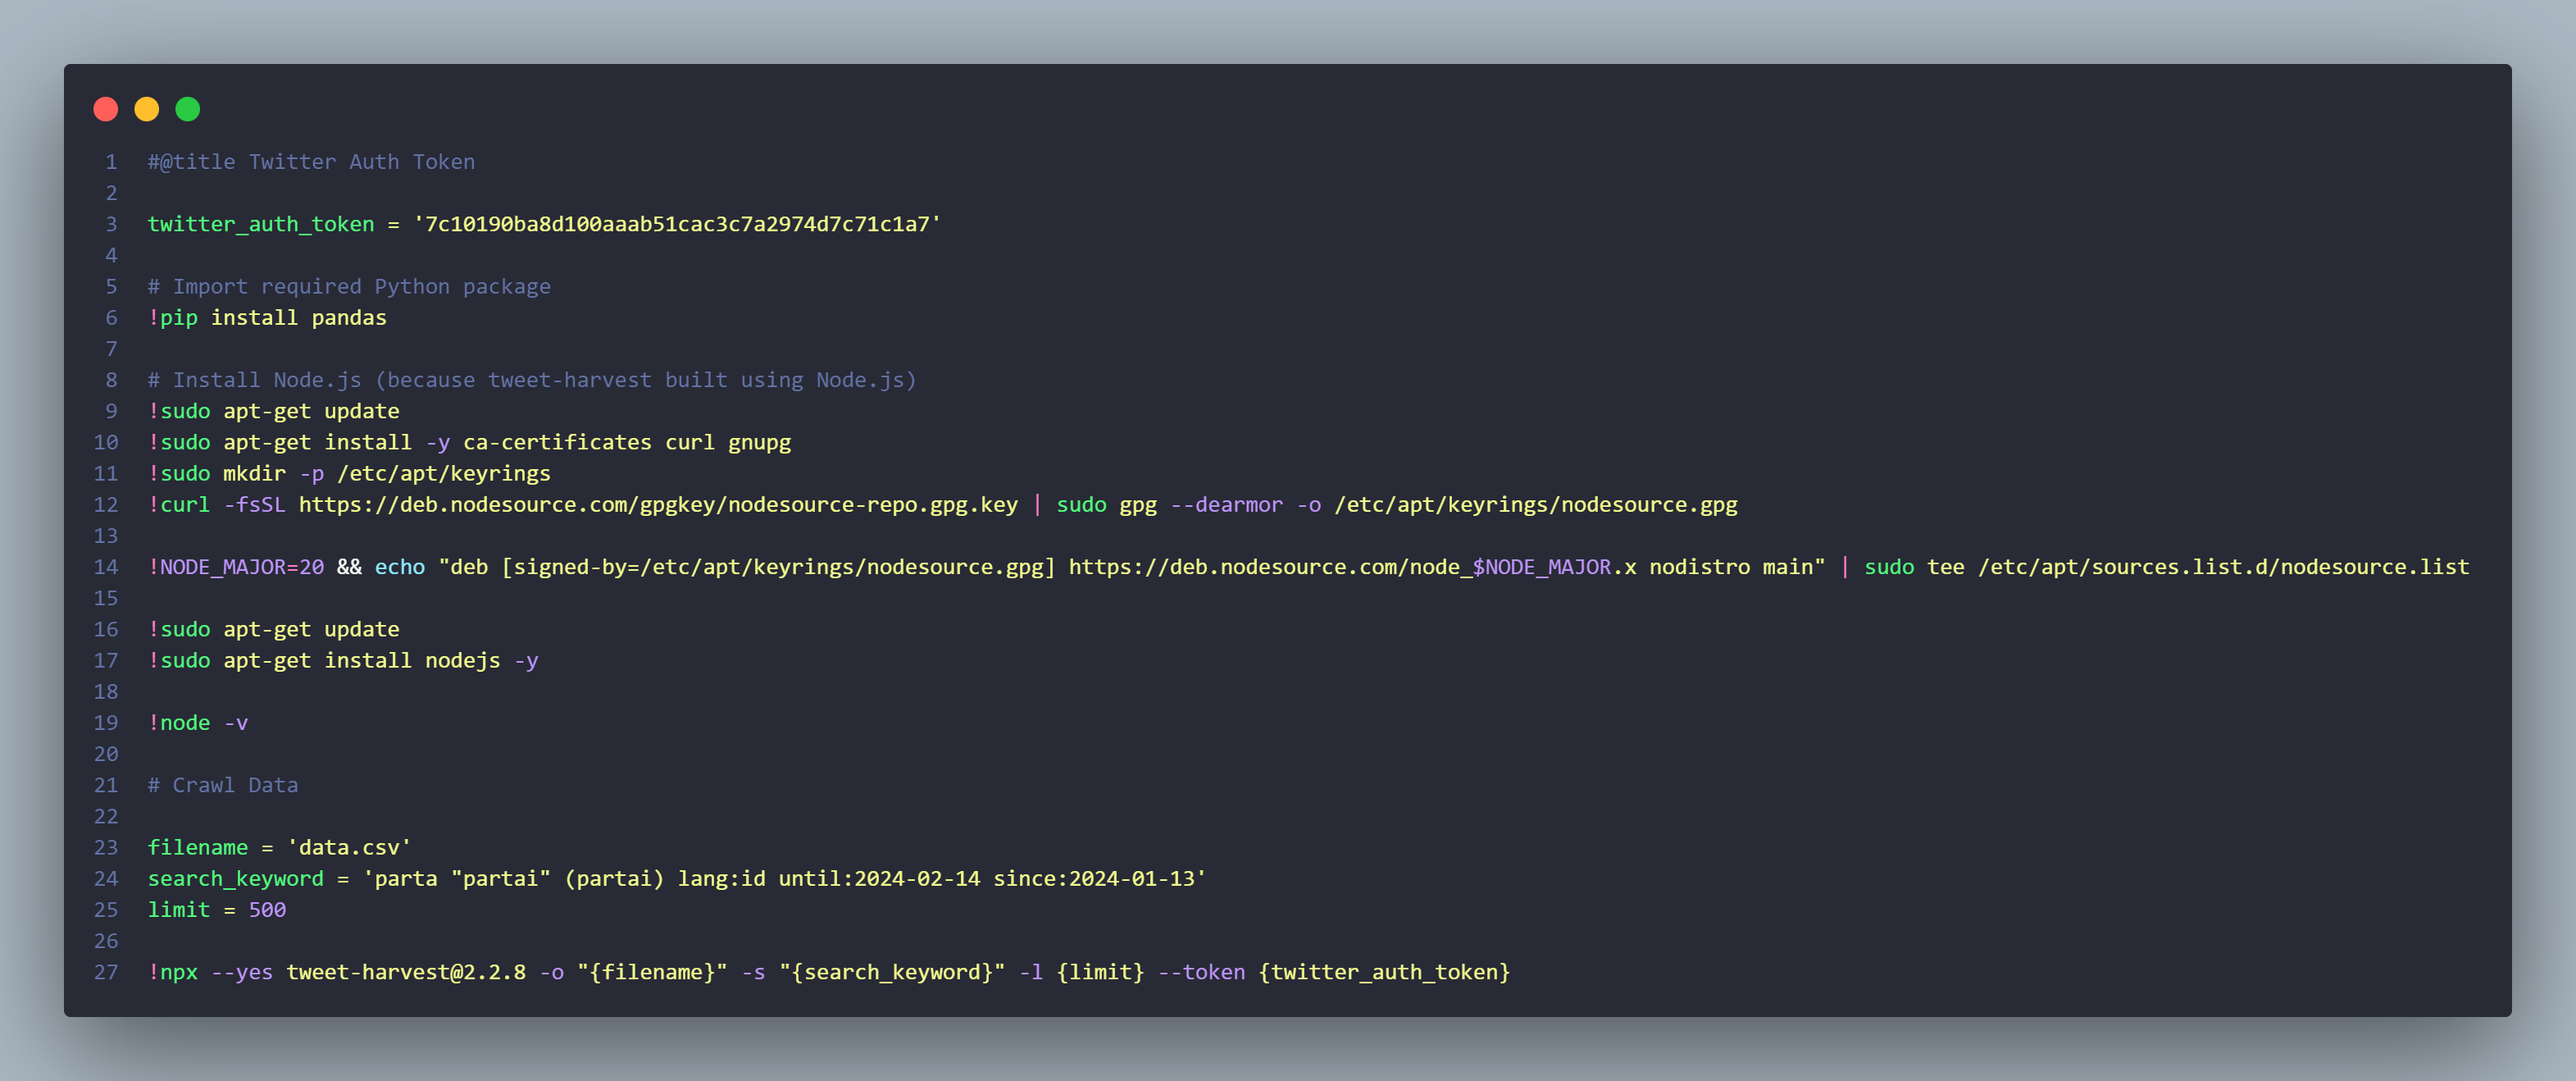 1 #@title Twitter Auth Token
2
3 twitter_auth_token = '7c10190ba8d100aaab51cac3c7a2974d7c71c1a7'
4
5 # Import required Python package
6 !pip install pandas
7
8 # Install Node.js (because tweet-harvest built using Node.js)
9 !sudo apt-get update
10 !sudo apt-get install -y ca-certificates curl gnupg
11 !sudo mkdir -p /etc/apt/keyrings
12 !curl -fsSL https://deb.nodesource.com/gpgkey/nodesource-repo.gpg.key | sudo gpg --dearmor -o /etc/apt/keyrings/nodesource.gpg
13
14 !NODE_MAJOR=20 && echo "deb [signed-by=/etc/apt/keyrings/nodesource.gpg] https://deb.nodesource.com/node_$NODE_MAJOR.x nodistro main" | sudo tee /etc/apt/sources.list.d/nodesource.list
15
16 !sudo apt-get update
17 !sudo apt-get install nodejs -y
18
19 !node -v
20
21 # Crawl Data
22
23 filename = 'data.csv'
24 search_keyword = 'parta "partai" (partai) lang:id until:2024-02-14 since:2024-01-13'
25 limit = 500
26
27 !npx --yes tweet-harvest@2.2.8 -o "{filename}" -s "{search_keyword}" -l {limit} --token {twitter_auth_token}